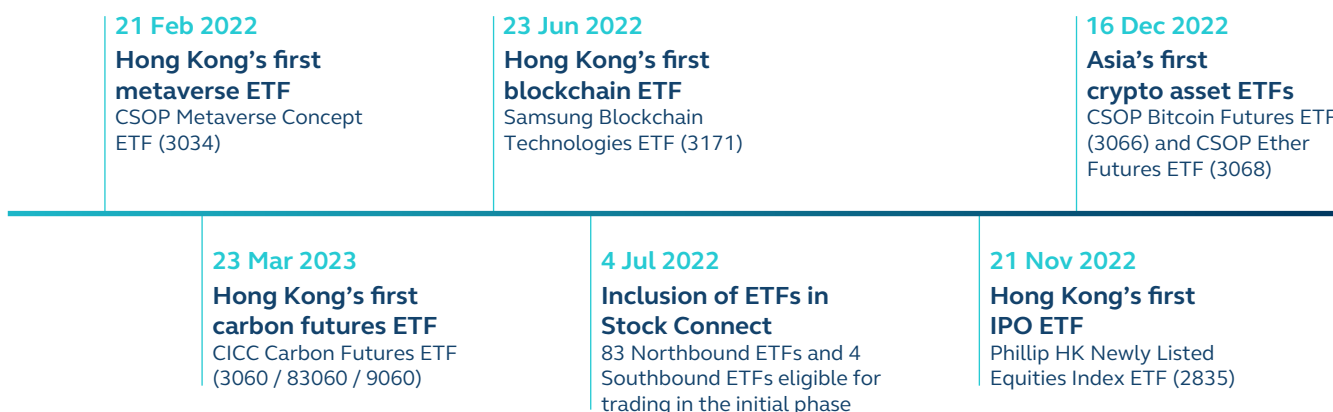 21 Feb 2022
Hong Kong’s first
metaverse ETF
CSOP Metaverse Concept
ETF (3034)
23 Jun 2022
Hong Kong’s first
blockchain ETF
Samsung Blockchain
Technologies ETF (3171)
16 Dec 2022
Asia’s first
crypto asset ETFs
CSOP Bitcoin Futures ETF
(3066) and CSOP Ether
Futures ETF (3068)
23 Mar 2023
Hong Kong’s first
carbon futures ETF
CICC Carbon Futures ETF
(3060 / 83060 / 9060)
4 Jul 2022
Inclusion of ETFs in
Stock Connect
83 Northbound ETFs and 4
Southbound ETFs eligible for
trading in the initial phase
21 Nov 2022
Hong Kong’s first
IPO ETF
Phillip HK Newly Listed
Equities Index ETF (2835)